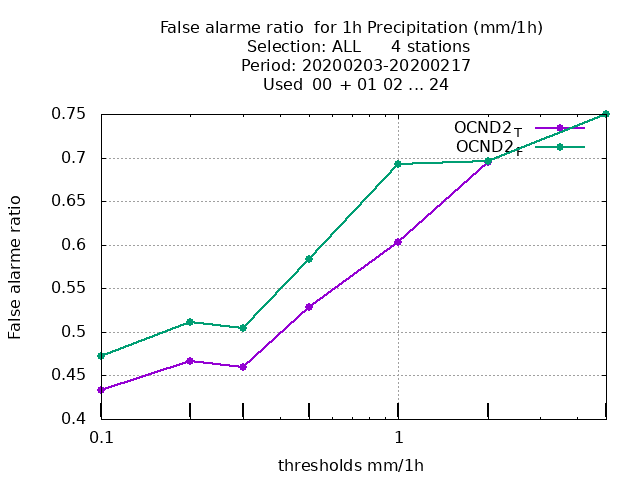 False alarme ratio  for 1h Precipitation (mm/1h)
Selection: ALL      4 stations
Period: 20200203-20200217
Used  00 + 01 02 ... 24
0.75
0.7
0.65
0.6
0.55
0.5
0.45
0.4
False alarme ratio
OCND2_T
OCND2_F
0.1
1
thresholds mm/1h